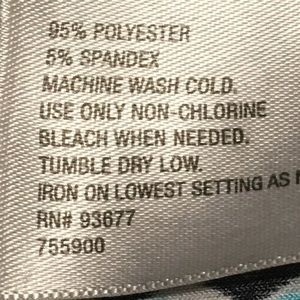 95% POLYESTER
5% SPANDEX
MACHINE WASH COLD.
USE ONLY NON-CHLORINE
BLEACH WHEN NEEDED.
TUMBLE DRY LOW.
IRON ON LOWEST SETTING AS
RN# 93677
755900